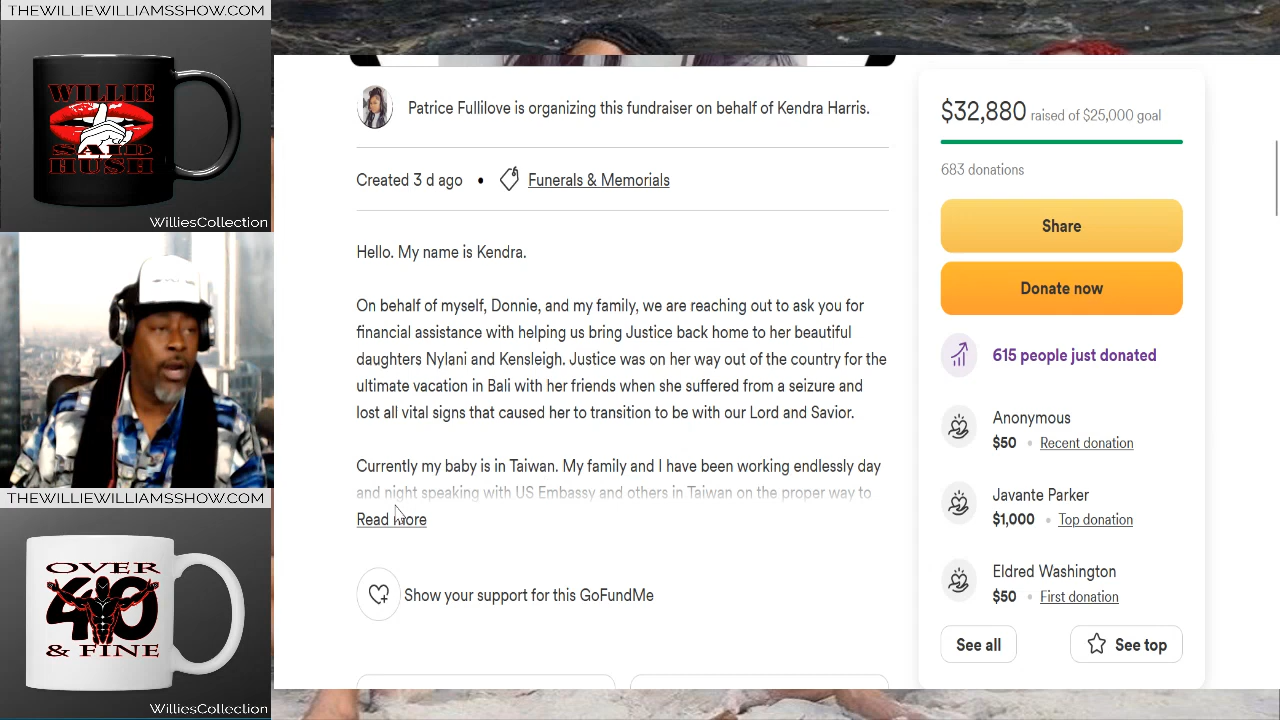 THEWILLIEWILLIAMSSHOW.COM
WILLIE
SAID
HUSH
WilliesCollection
THEWILLIEWILLIAMSSHOW.COM
OVER
40
& FINE
WilliesCollection
Patrice Fullilove is organizing this fundraiser on behalf of Kendra Harris.
Created 3 d ago • Funerals & Memorials
Hello. My name is Kendra.
On behalf of myself, Donnie, and my family, we are reaching out to ask you for
financial assistance with helping us bring Justice back home to her beautiful
daughters Nylani and Kensleigh. Justice was on her way out of the country for the
ultimate vacation in Bali with her friends when she suffered from a seizure and
lost all vital signs that caused her to transition to be with our Lord and Savior.
Currently my baby is in Taiwan. My family and I have been working endlessly day
and night speaking with US Embassy and others in Taiwan on the proper way to
Read more
Show your support for this GoFundMe
$32,880 raised of $25,000 goal
683 donations
Share
Donate now
615 people just donated
Anonymous
$50 • Recent donation
Javante Parker
$1,000 • Top donation
Eldred Washington
$50 • First donation
See all
See top